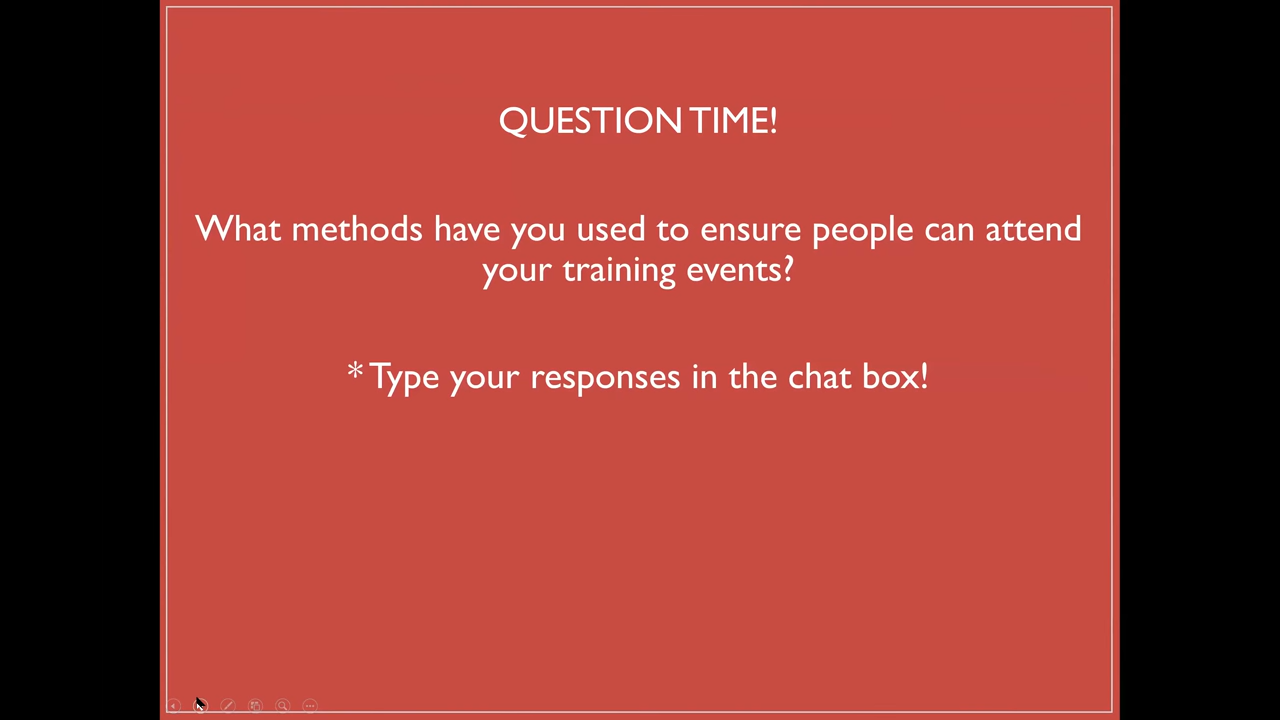 QUESTION TIME!
What methods have you used to ensure people can attend
your training events?
* Type your responses in the chat box!